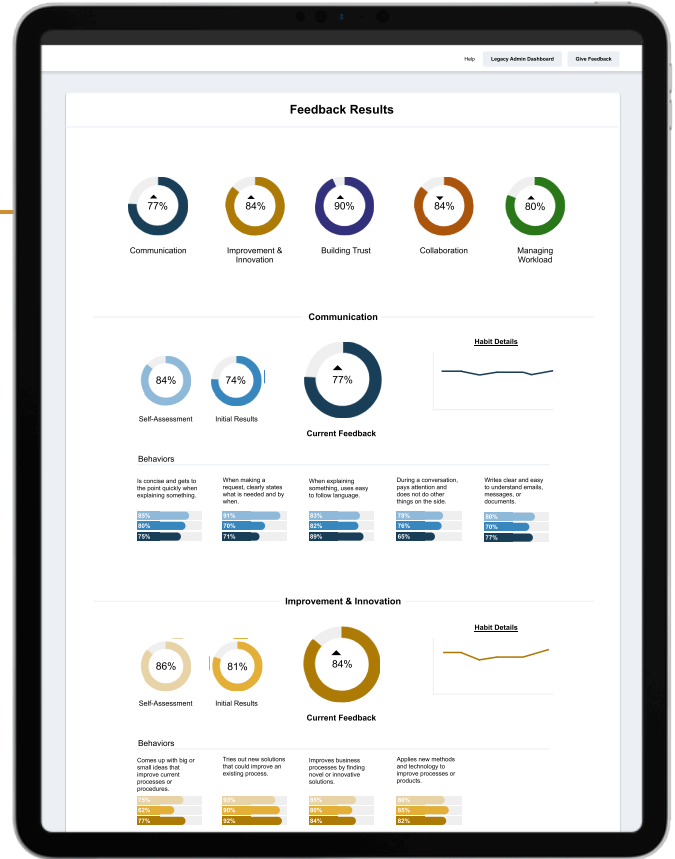 Help
Legacy Admin Dashboard
Give Feedback
Feedback Results
77%
84%
90%
84%
80%
Communication
Improvement &
Innovation
Building Trust
Collaboration
Managing
Workload
Communication
84%
74%
77%
Self-Assessment
Initial Results
Current Feedback
Habit Details
Behaviors
Is concise and gets to
the point quickly when
explaining something.
When making a
request, clearly states
what is needed and by
when.
When explaining
something, uses easy
to follow language.
During a conversation,
pays attention and
does not do other
things on the side.
Writes clear and easy
to understand emails,
messages, or
documents.
85%
80%
75%
91%
70%
71%
83%
82%
89%
78%
76%
65%
80%
70%
77%
Improvement & Innovation
86%
81%
84%
Self-Assessment
Initial Results
Current Feedback
Habit Details
Behaviors
Comes up with big or
small ideas that
improve current
processes or
procedures.
Tries out new solutions
that could improve an
existing process.
Improves business
processes by finding
novel or innovative
solutions.
Applies new methods
and technology to
improve processes or
products.
75%
62%
77%
90%
92%
84%
85%
82%